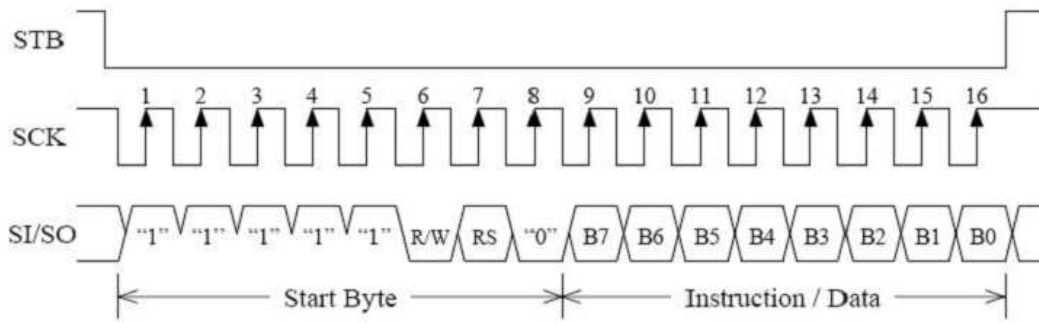 STB
1 2 3 4 5 6 7 8 9 10 11 12 13 14 15 16
SCK
SI/SO “1” “1” “1” “1” “1” R/W RS “0” B7 B6 B5 B4 B3 B2 B1 B0
Start Byte Instruction / Data